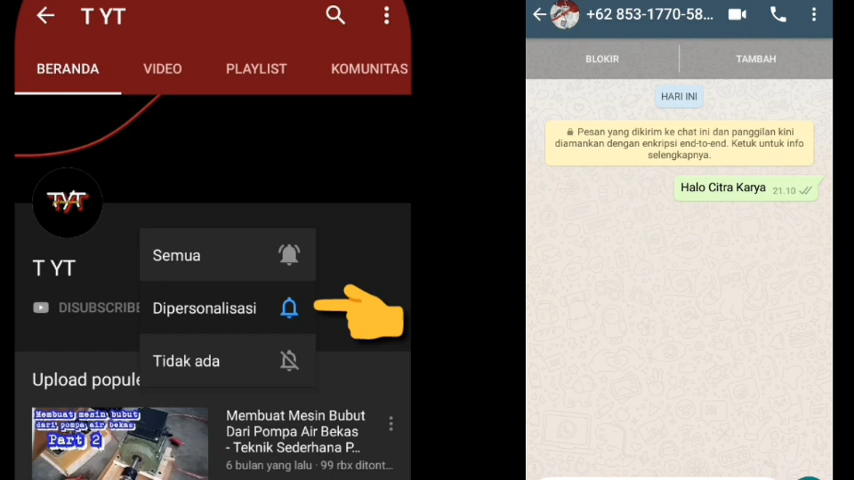 T YT
BERANDA
VIDEO
PLAYLIST
KOMUNITAS
TYT
T YT
DISUBSCRIBE
Semua
Dipersonalisasi
Tidak ada
Upload popule
Membuat mesin bubut
dari pompa air bekas
Part 2
Membuat Mesin Bubut
Dari Pompa Air Bekas
- Teknik Sederhana P...
6 bulan yang lalu · 99 rbx ditont...
+62 853-1770-58...
BLOKIR
TAMBAH
HARI INI
Pesan yang dikirim ke chat ini dan panggilan kini
diamankan dengan enkripsi end-to-end. Ketuk untuk info
selengkapnya.
Halo Citra Karya 21.10